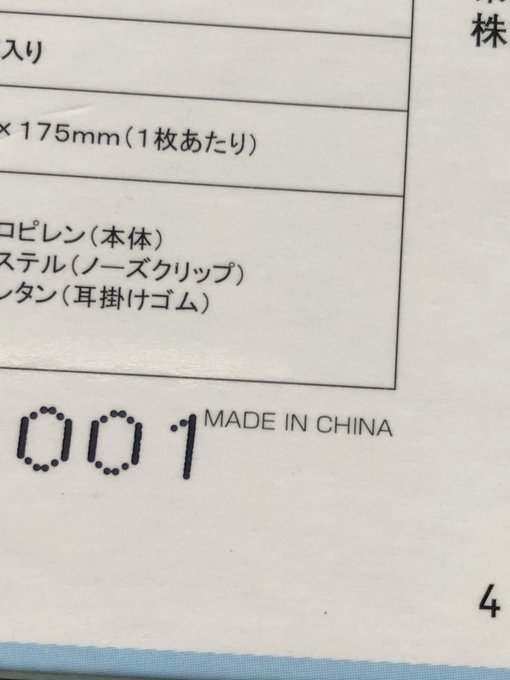 株
入り
×175mm(1枚あたり)
ロピレン(本体)
ステル(ノーズクリップ)
レタン(耳掛けゴム)
001
MADE IN CHINA
4